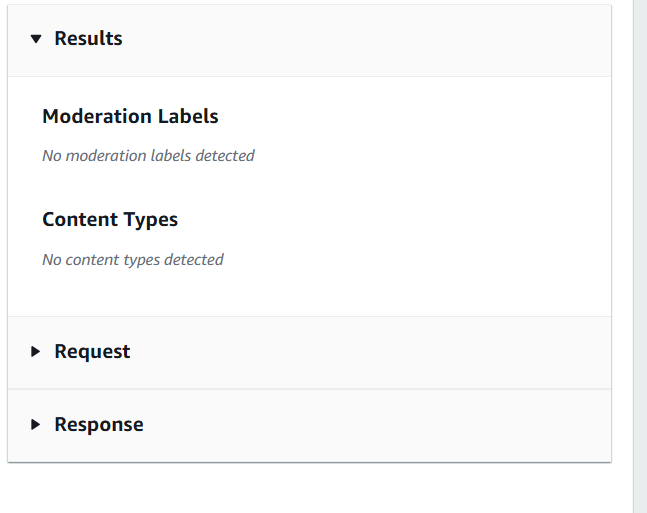 Results
Moderation Labels
No moderation labels detected
Content Types
No content types detected
Request
Response